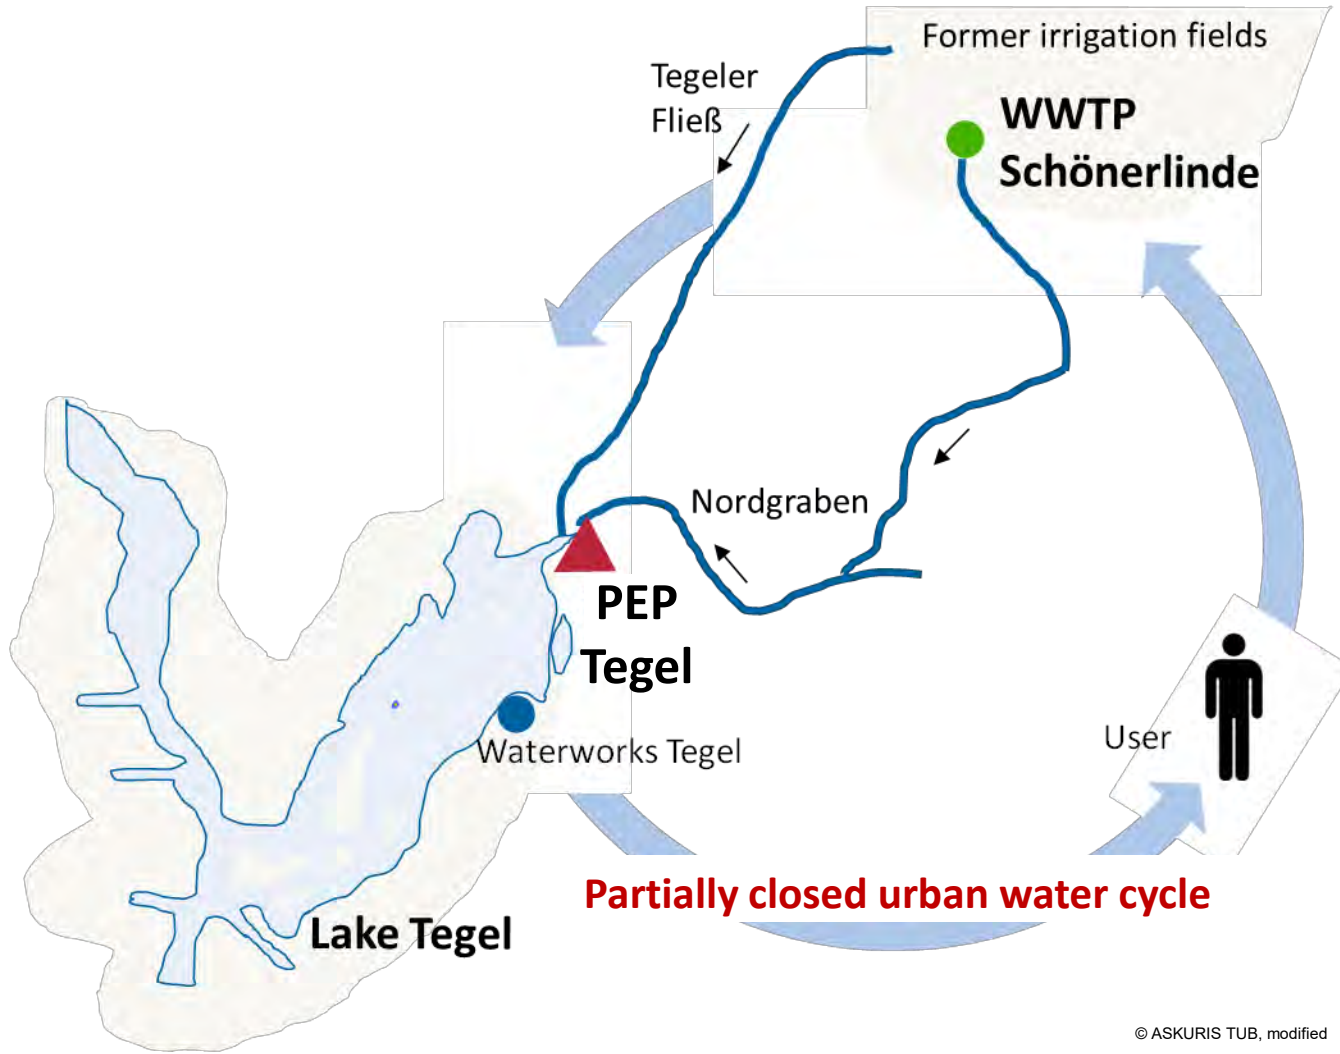 Former irrigation fields
Tegeler
Fließ
WWTP
Schönerlinde
Nordgraben
PEP
Tegel
User
Waterworks Tegel
Partially closed urban water cycle
Lake Tegel
© ASKURIS TUB, modified